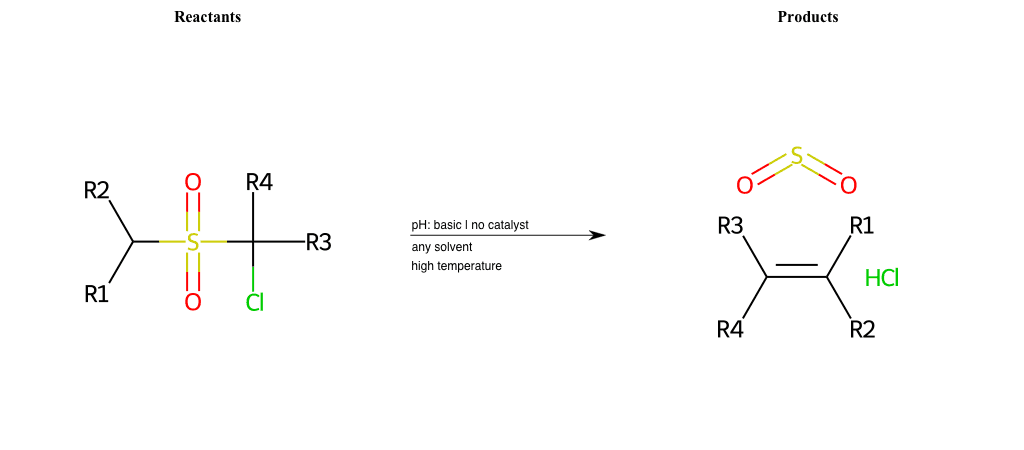 Reactants
Products
R2
O
R4
S
R3
R1
O
Cl
pH: basic | no catalyst
any solvent
high temperature
S
O
O
R3
R1
HCl
R4
R2